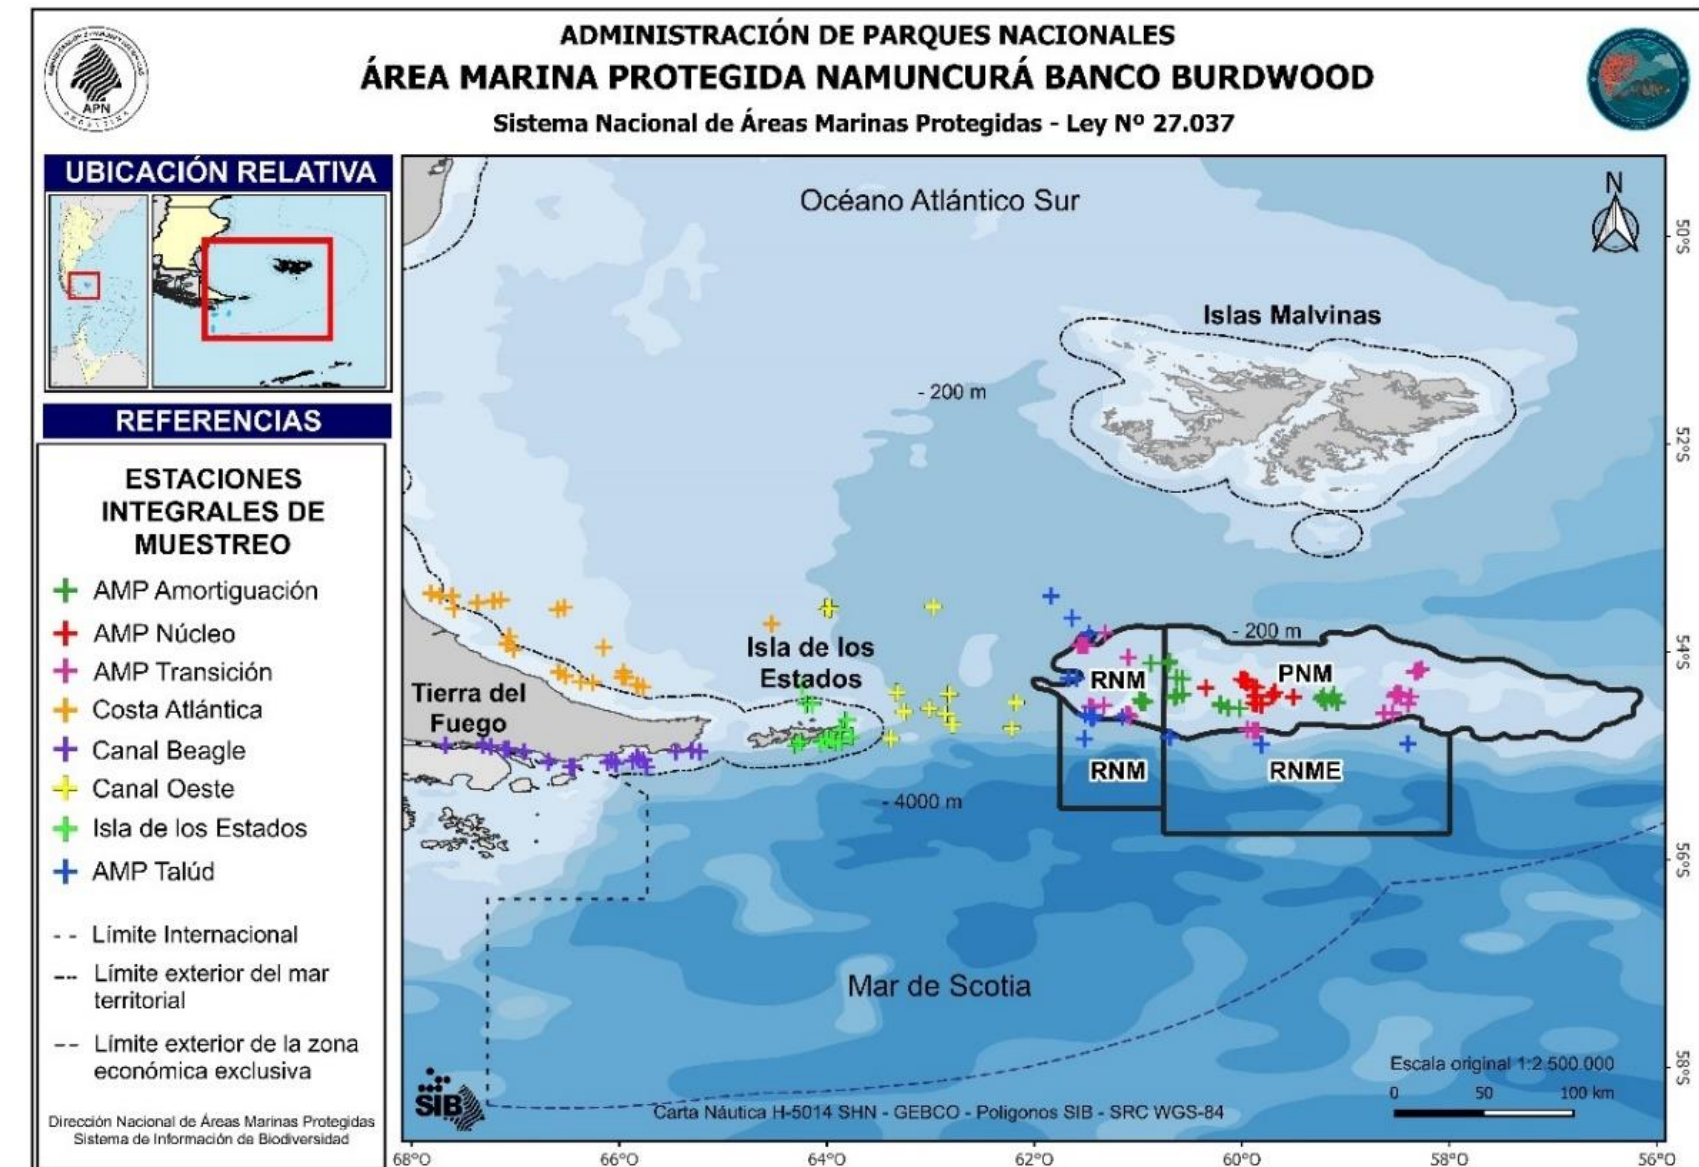 ADMINISTRACIÓN DE PARQUES NACIONALES
ÁREA MARINA PROTEGIDA NAMUNCURÁ BANCO BURDWOOD
Sistema Nacional de Áreas Marinas Protegidas - Ley Nº 27.037
APN
UBICACIÓN RELATIVA
REFERENCIAS
ESTACIONES
INTEGRALES DE
MUESTREO
AMP Amortiguación
AMP Núcleo
AMP Transición
Costa Atlántica
Canal Beagle
Canal Oeste
Isla de los Estados
AMP Talúd
Límite Internacional
Límite exterior del mar
territorial
Límite exterior de la zona
económica exclusiva
Dirección Nacional de Áreas Marinas Protegidas
Sistema de Información de Biodiversidad
Océano Atlántico Sur
N
Islas Malvinas
- 200 m
Isla de los
Estados
Tierra del
Fuego
- 200 m
RNM
PNM
RNM
RNME
- 4000 m
Mar de Scotia
Escala original 1:2.500.000
0 50 100 km
SIB
Carta Náutica H-5014 SHN - GEBCO - Poligonos SIB - SRC WGS-84
50°S
52°S
54°S
56°S
58°S
68°O 66°O 64°O 62°O 60°O 58°O 56°O